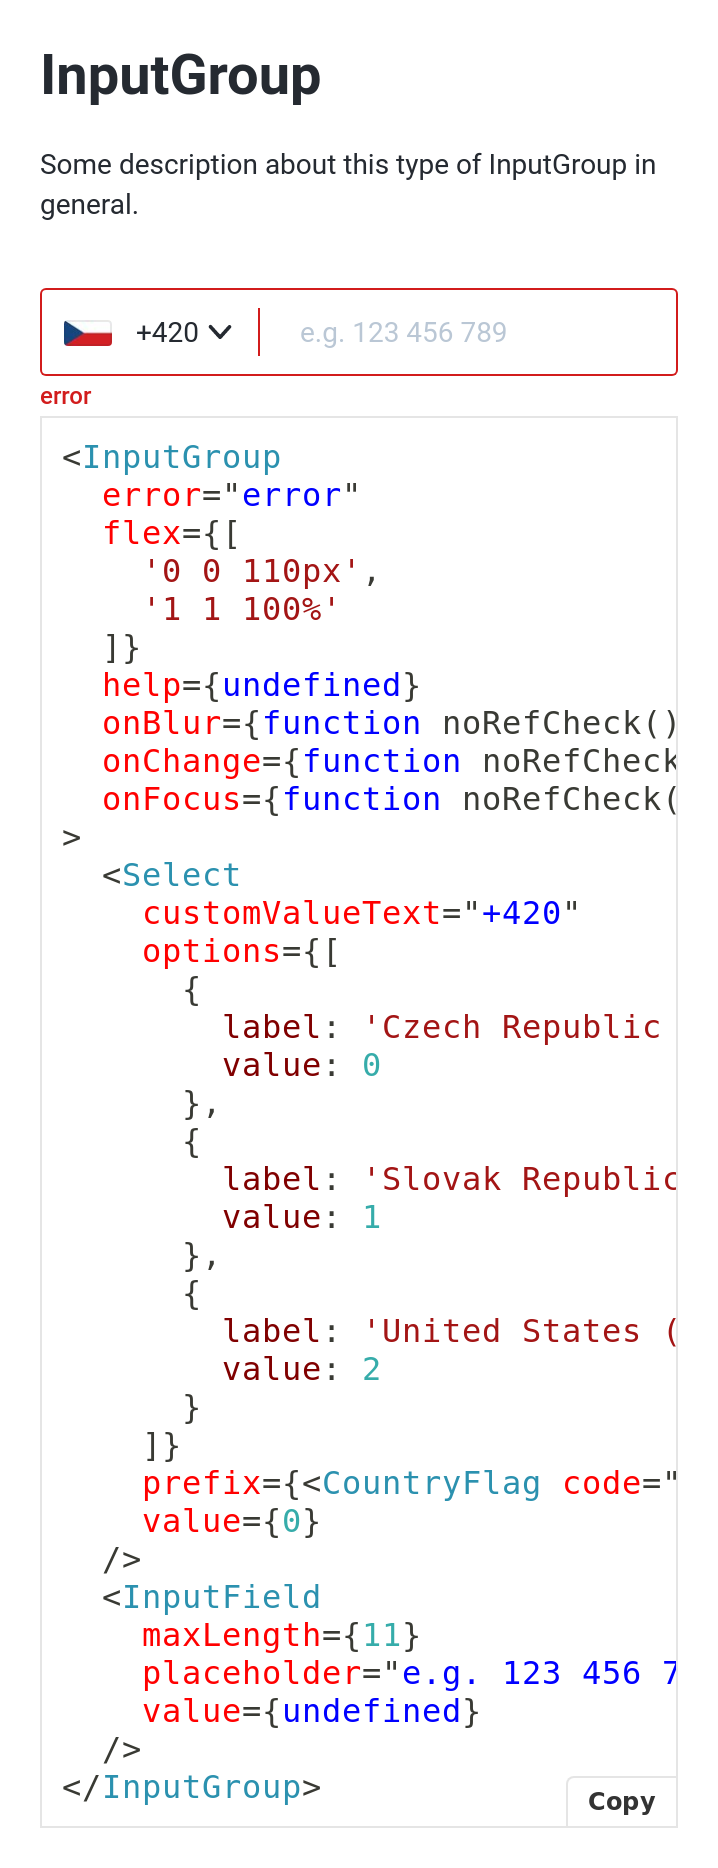 InputGroup
Some description about this type of InputGroup in
general.
+420
e.g. 123 456 789
error
<InputGroup
  error="error"
  flex={[
    '0 0 110px',
    '1 1 100%'
  ]}
  help={undefined}
  onBlur={function noRefCheck()
  onChange={function noRefCheck
  onFocus={function noRefCheck(
>
  <Select
    customValueText="+420"
    options={[
      {
        label: 'Czech Republic
        value: 0
      },
      {
        label: 'Slovak Republic
        value: 1
      },
      {
        label: 'United States (
        value: 2
      }
    ]}
    prefix={<CountryFlag code="
    value={0}
  />
  <InputField
    maxLength={11}
    placeholder="e.g. 123 456 7
    value={undefined}
  />
</InputGroup>
Copy